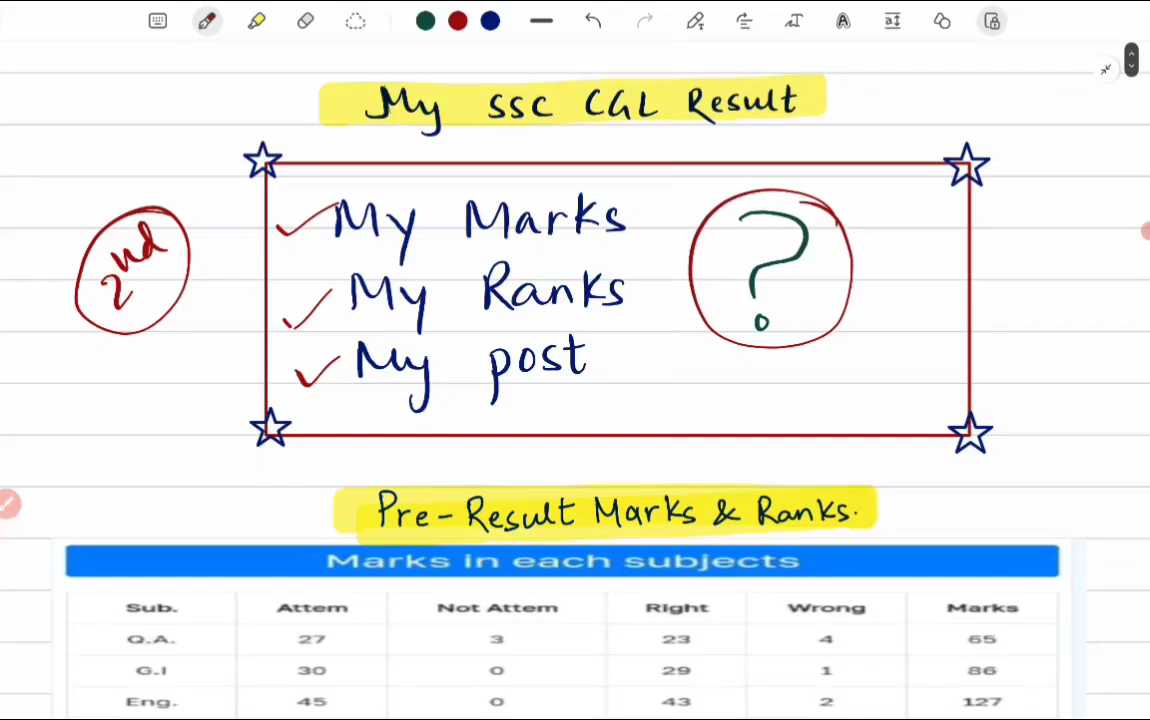 My SSC CGL Result
2nd
My Marks
My Ranks
My post
?
Pre-Result Marks & Ranks.
Marks in each subjects
Sub. Attem Not Attem Right Wrong Marks
Q.A. 27 3 23 4 65
G.I 30 0 29 1 86
Eng. 45 0 43 2 127